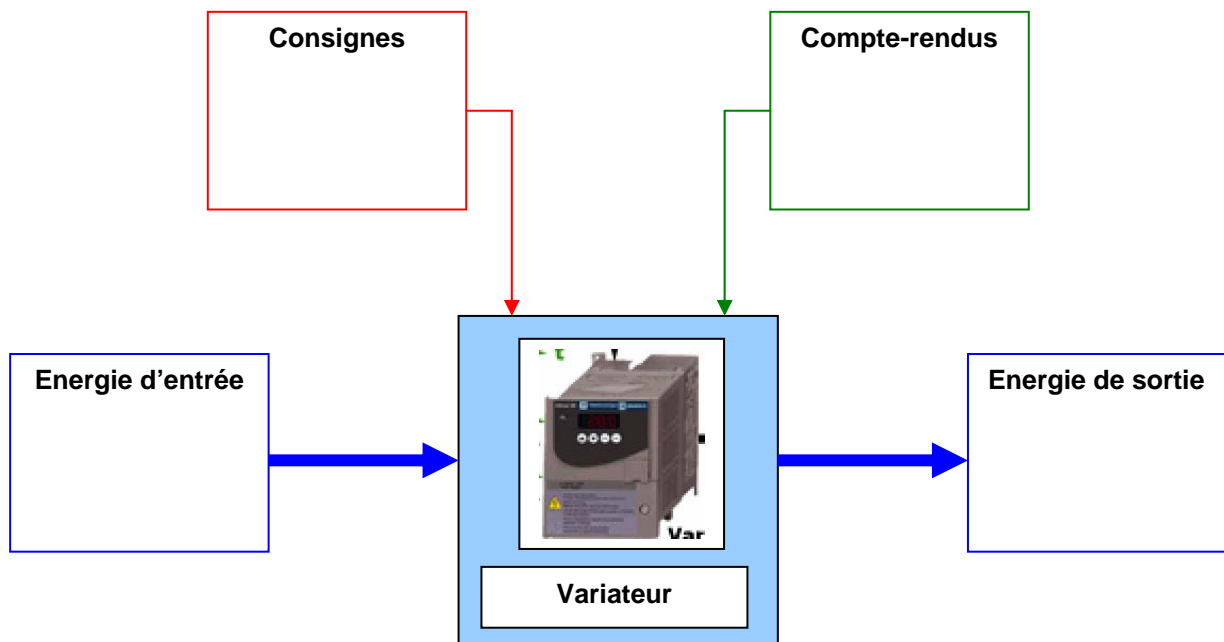 Consignes
Compte-rendus
Energie d’entrée
Energie de sortie
Var
Variateur